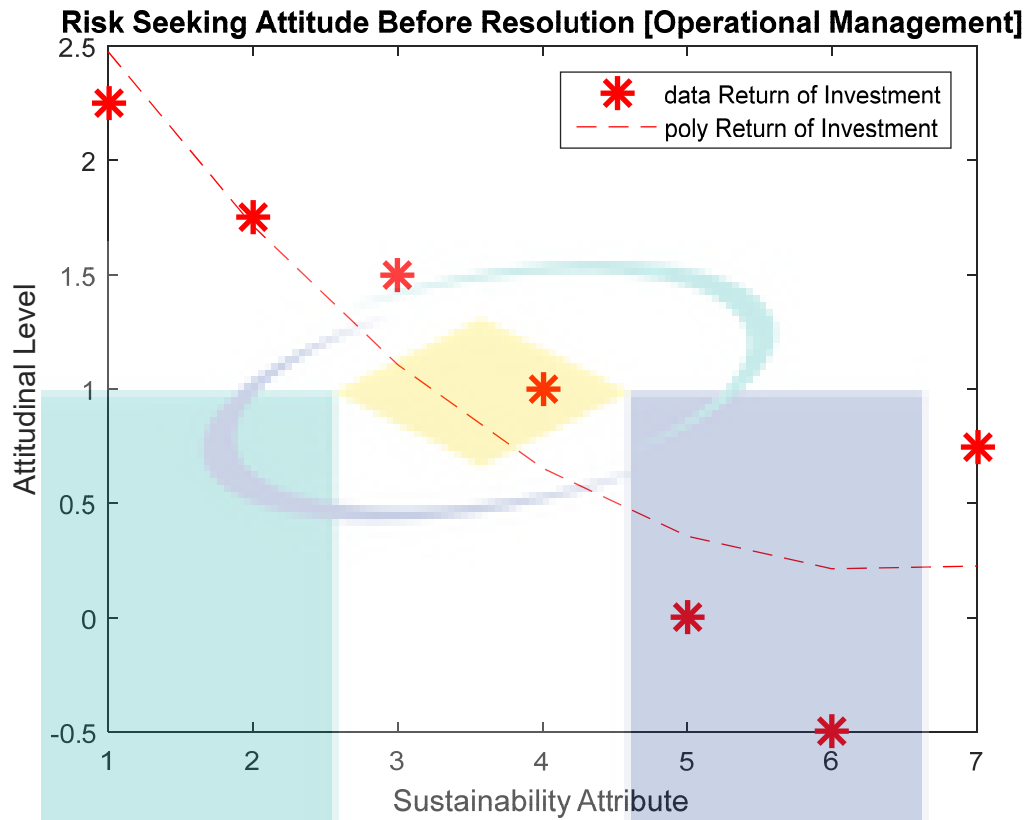 Risk Seeking Attitude Before Resolution [Operational Management]
data Return of Investment
poly Return of Investment
Attitudinal Level
2.5
2
1.5
1
0.5
0
-0.5
1 2 3 4 5 6 7
Sustainability Attribute